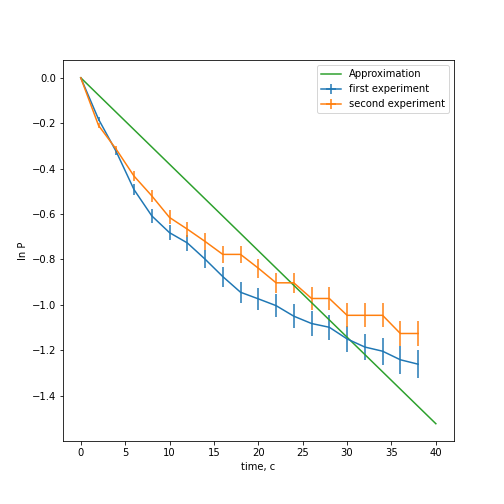 Approximation
first experiment
second experiment
ln P
0.0
−0.2
−0.4
−0.6
−0.8
−1.0
−1.2
−1.4
0 5 10 15 20 25 30 35 40
time, c